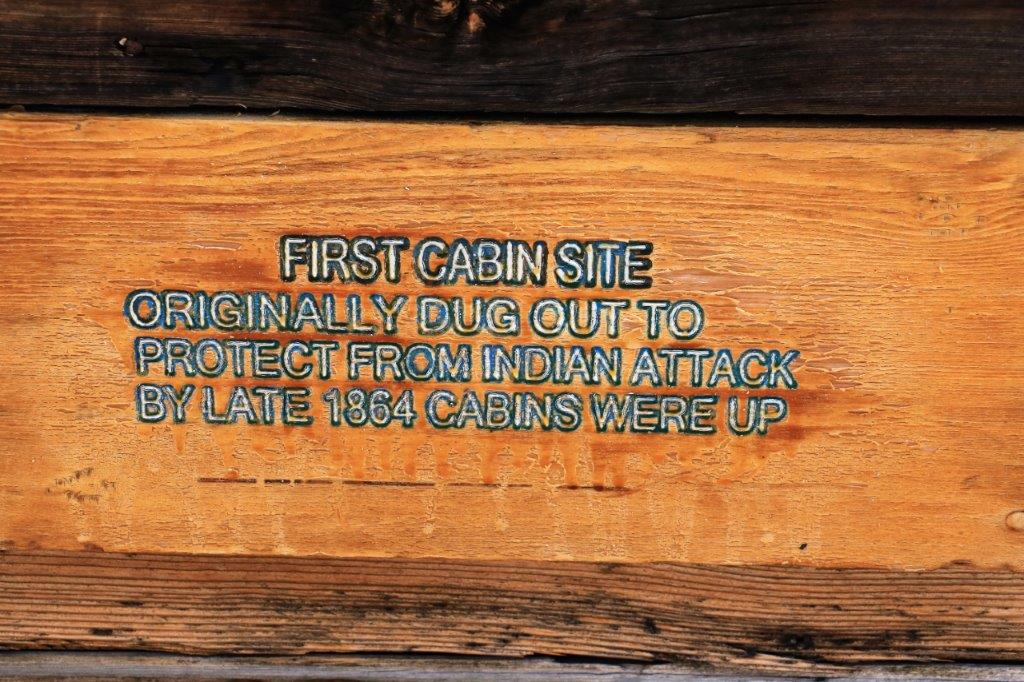 FIRST CABIN SITE
ORIGINALLY DUG OUT TO
PROTECT FROM INDIAN ATTACK
BY LATE 1864 CABINS WERE UP